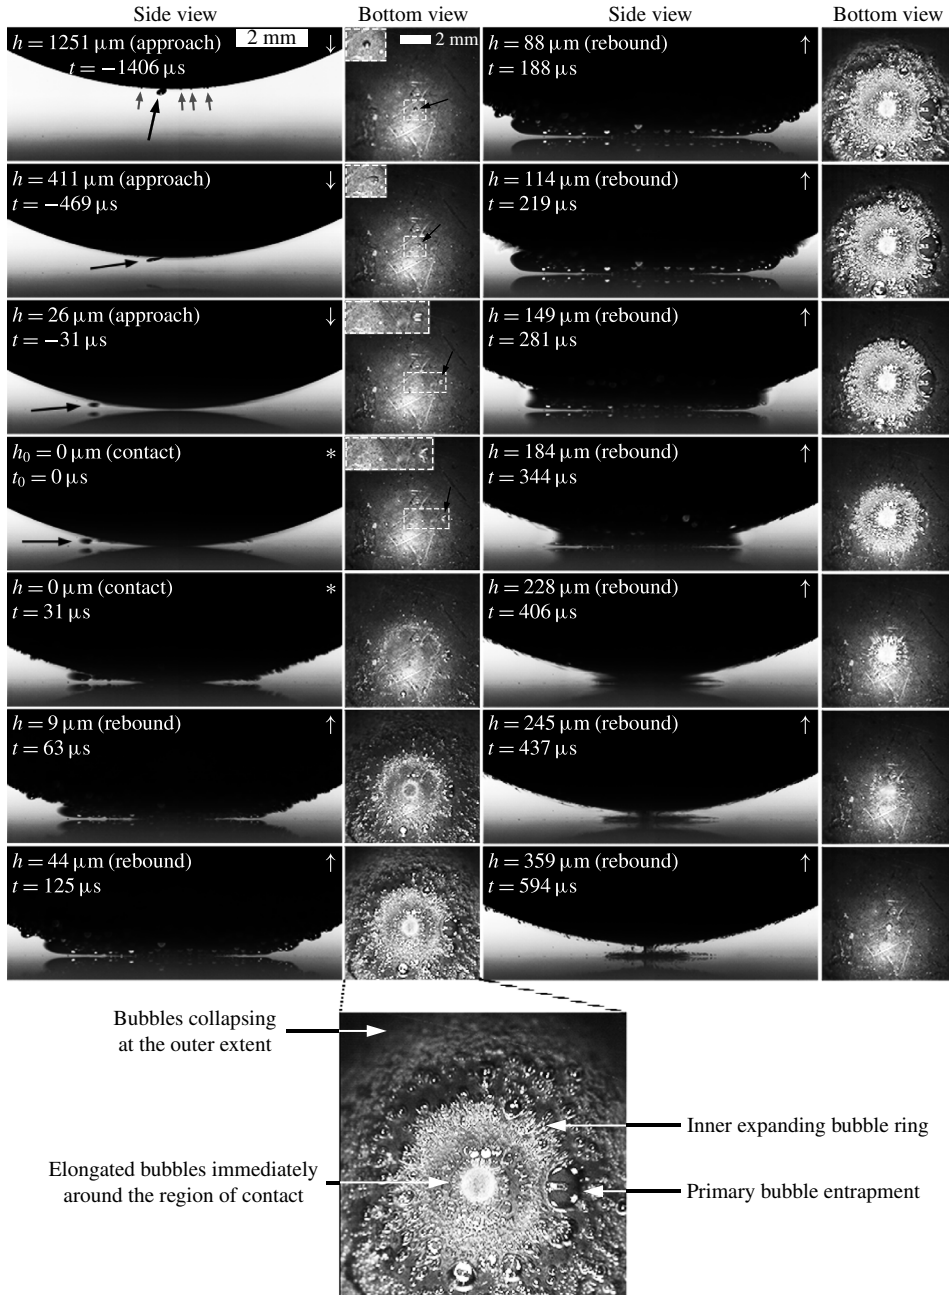 Side view
Bottom view
Side view
Bottom view
h = 1251 μm (approach)
2 mm
↓
t = −1406 μs
2 mm
h = 88 μm (rebound)
↑
t = 188 μs
h = 411 μm (approach)
↓
t = −469 μs
h = 114 μm (rebound)
↑
t = 219 μs
h = 26 μm (approach)
↓
t = −31 μs
h = 149 μm (rebound)
↑
t = 281 μs
h₀ = 0 μm (contact)
*
t₀ = 0 μs
h = 184 μm (rebound)
↑
t = 344 μs
h = 0 μm (contact)
*
t = 31 μs
h = 228 μm (rebound)
↑
t = 406 μs
h = 9 μm (rebound)
↑
t = 63 μs
h = 245 μm (rebound)
↑
t = 437 μs
h = 44 μm (rebound)
↑
t = 125 μs
h = 359 μm (rebound)
↑
t = 594 μs
Bubbles collapsing
at the outer extent
Inner expanding bubble ring
Elongated bubbles immediately
around the region of contact
Primary bubble entrapment